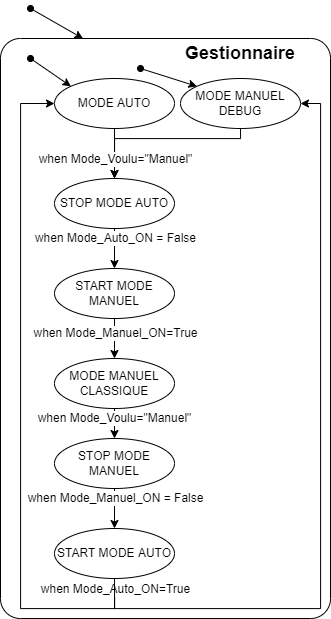 Gestionnaire
MODE AUTO
MODE MANUEL
DEBUG
when Mode_Voulu="Manuel"
STOP MODE AUTO
when Mode_Auto_ON = False
START MODE
MANUEL
when Mode_Manuel_ON=True
MODE MANUEL
CLASSIQUE
when Mode_Voulu="Manuel"
STOP MODE
MANUEL
when Mode_Manuel_ON = False
START MODE AUTO
when Mode_Auto_ON=True